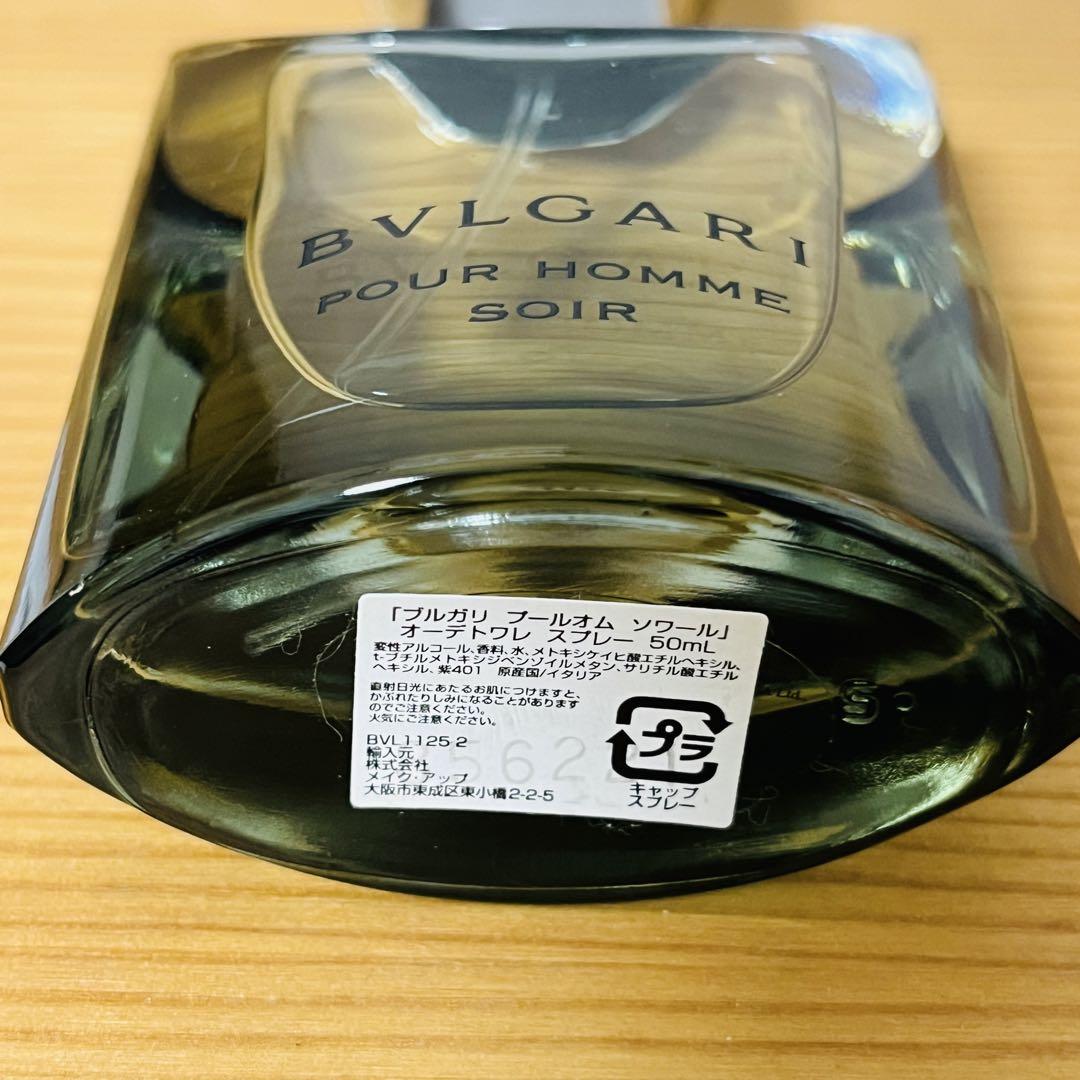 BVLGARI
POUR HOMME
SOIR
「ブルガリ プールオム ソワール」
オーデトワレ スプレー 50mL
変性アルコール、香料、水、メトキシケイヒ酸エチルヘキシル、
t-ブチルメトキシジベンゾイルメタン、サリチル酸エチル
ヘキシル、紫401 原産国/イタリア
直射日光にあたるお肌につけますと、
かぶれたりしみになることがあります
のでご注意ください。
火気にご注意ください。
BVL1125-2
輸入元
株式会社
メイク・アップ
大阪市東成区東小橋2-2-5
プラ
キャップ
スプレー